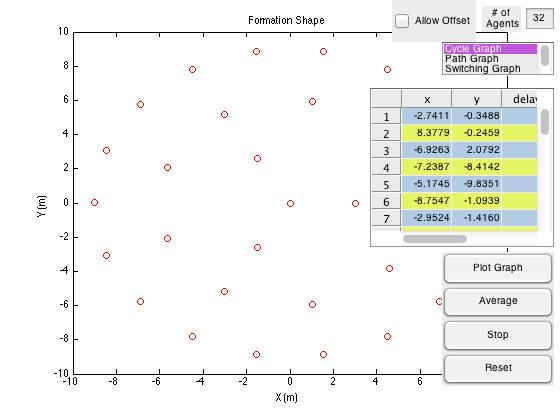 Formation Shape
Allow Offset
# of
Agents
32
Cycle Graph
Path Graph
Switching Graph
x y delay
1 -2.7411 -0.3488
2 8.3779 -0.2459
3 -6.9263 2.0792
4 -7.2387 -8.4142
5 -5.1745 -9.8351
6 -8.7547 -1.0939
7 -2.9524 -1.4160
Plot Graph
Average
Stop
Reset
10
8
6
4
2
0
-2
-4
-6
-8
-10
Y (m)
-10 -8 -6 -4 -2 0 2 4 6
X (m)